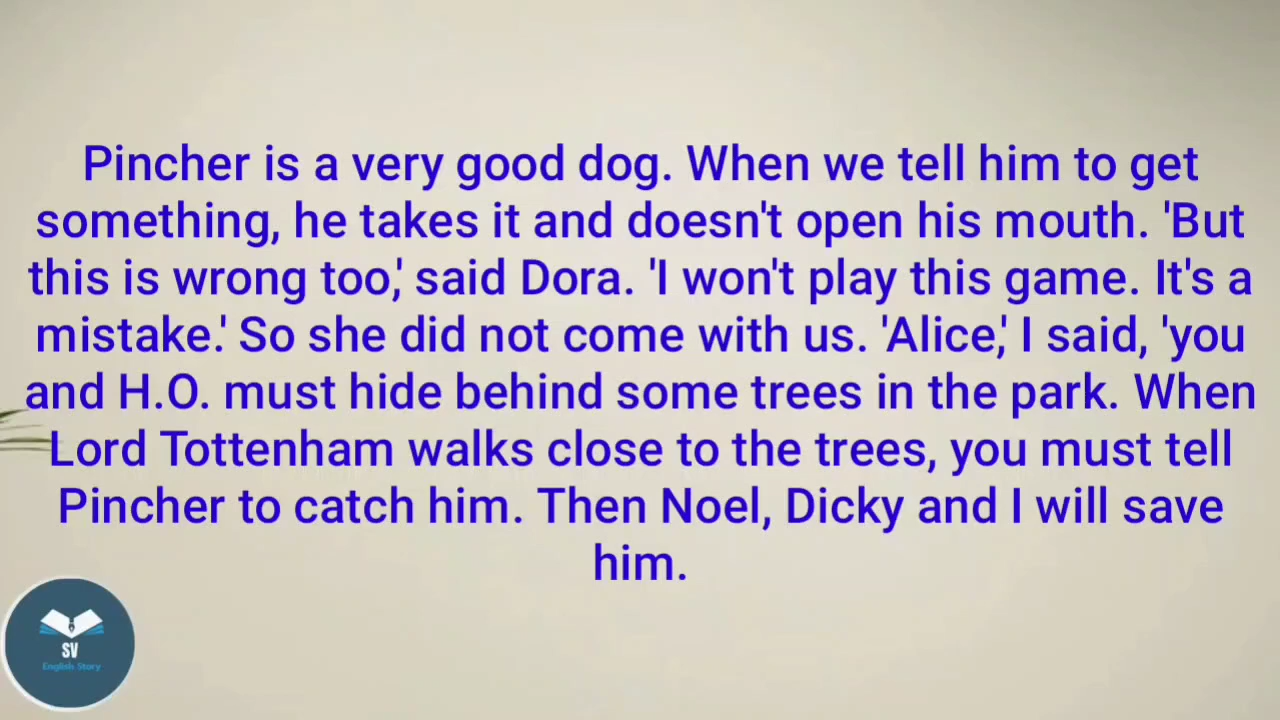 Pincher is a very good dog. When we tell him to get
something, he takes it and doesn't open his mouth. 'But
this is wrong too,' said Dora. 'I won't play this game. It's a
mistake.' So she did not come with us. 'Alice,' I said, 'you
and H.O. must hide behind some trees in the park. When
Lord Tottenham walks close to the trees, you must tell
Pincher to catch him. Then Noel, Dicky and I will save
him.
SV
English Story